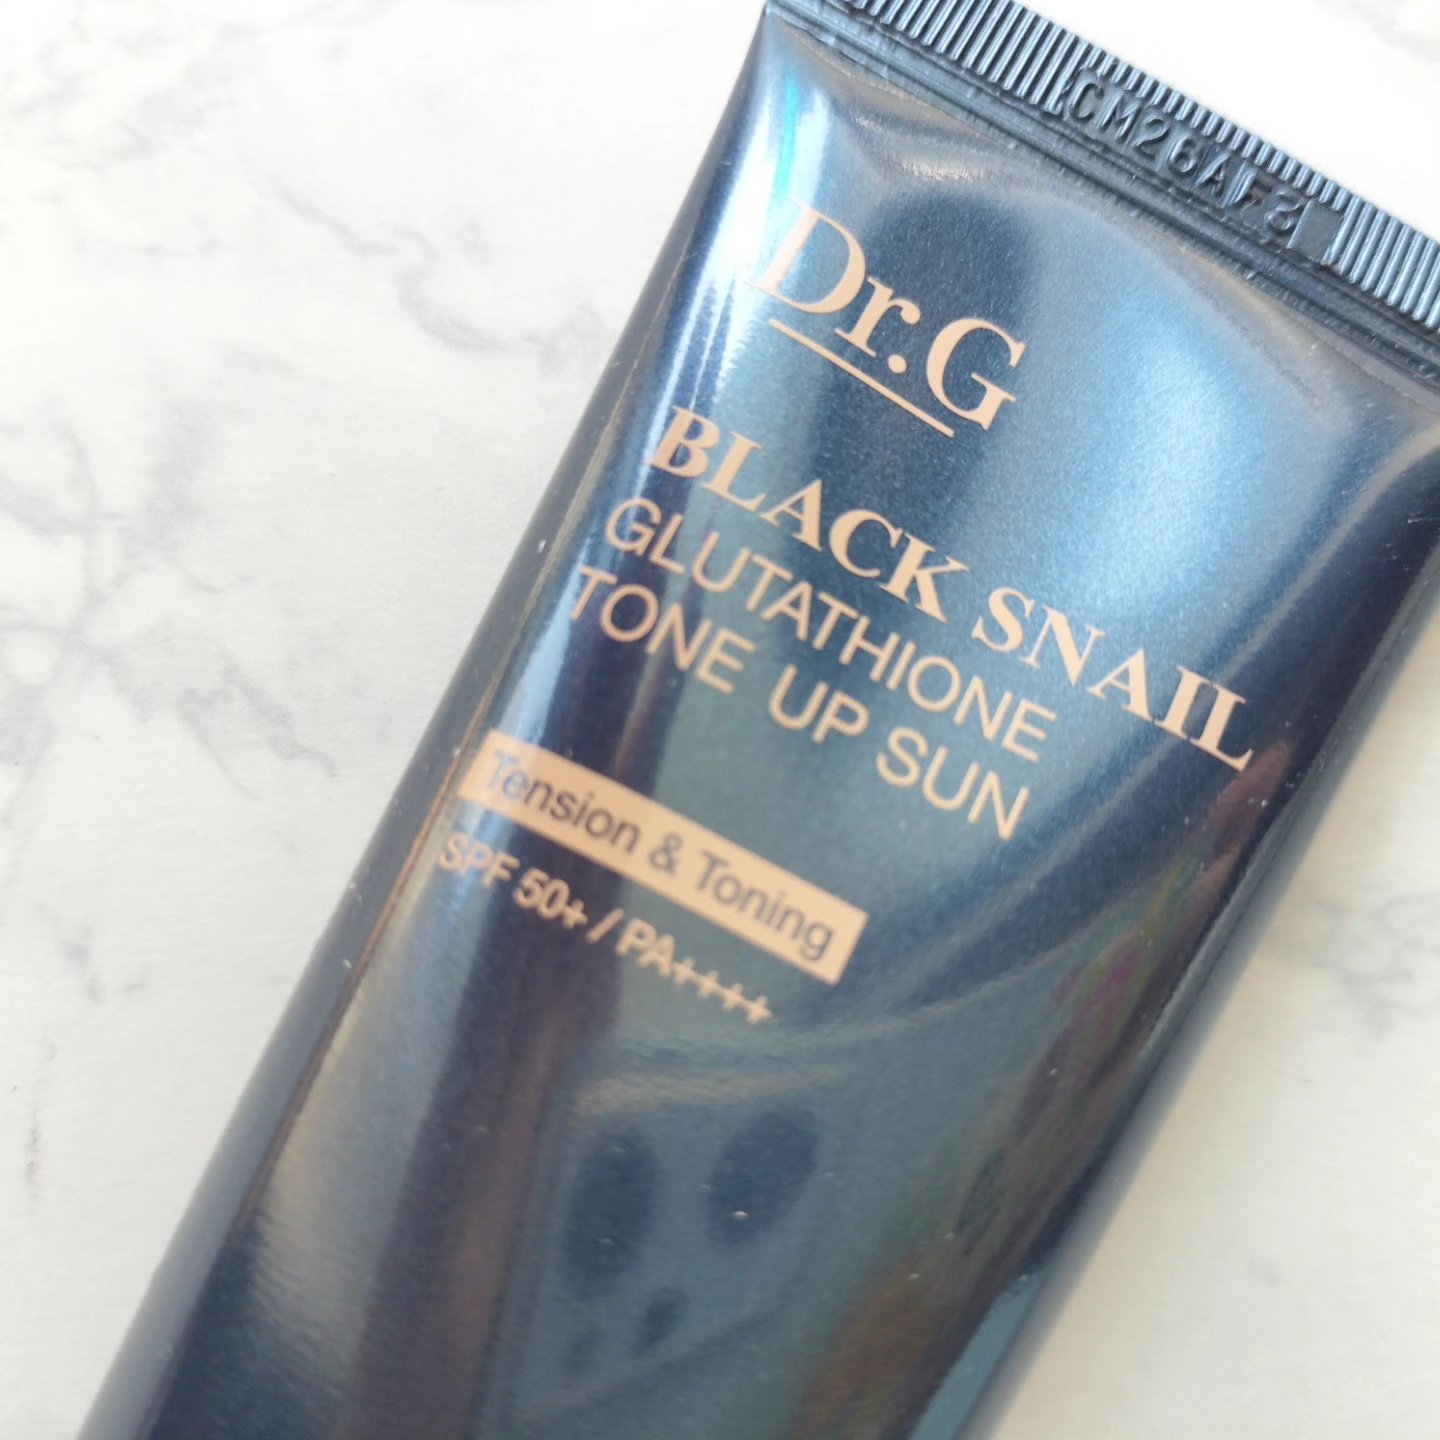 CM26AF3
Dr.G
BLACK SNAIL
GLUTATHIONE
TONE UP SUN
Tension & Toning
SPF 50+ / PA++++